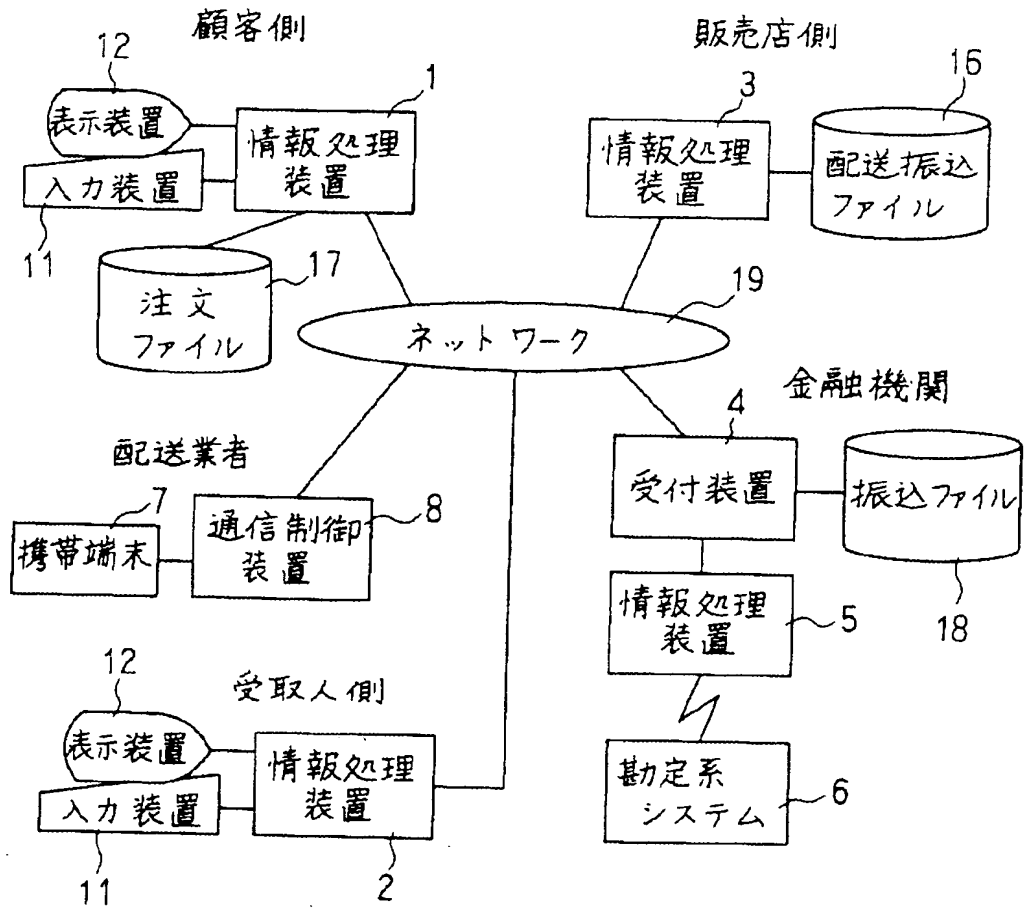 顧客側
12
表示装置
入力装置
11
1
情報処理
装置
17
注文
ファイル
販売店側
3
情報処理
装置
16
配送振込
ファイル
19
ネットワーク
配送業者
7
携帯端末
8
通信制御
装置
金融機関
4
受付装置
振込ファイル
18
情報処理
装置
5
勘定系
システム
6
受取人側
12
表示装置
入力装置
11
情報処理
装置
2